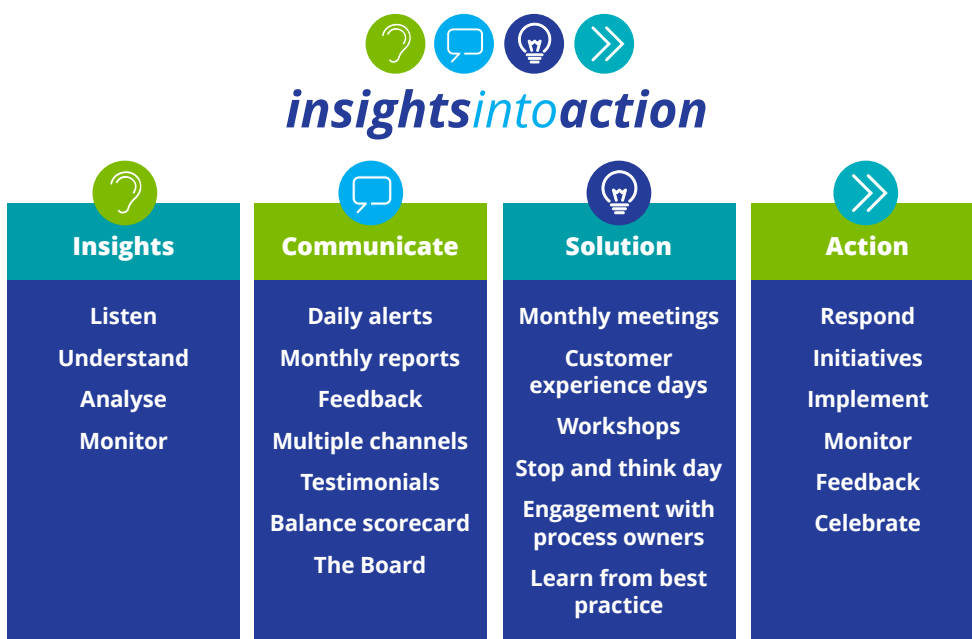 insightsintoaction
Insights
Listen
Understand
Analyse
Monitor
Communicate
Daily alerts
Monthly reports
Feedback
Multiple channels
Testimonials
Balance scorecard
The Board
Solution
Monthly meetings
Customer
experience days
Workshops
Stop and think day
Engagement with
process owners
Learn from best
practice
Action
Respond
Initiatives
Implement
Monitor
Feedback
Celebrate